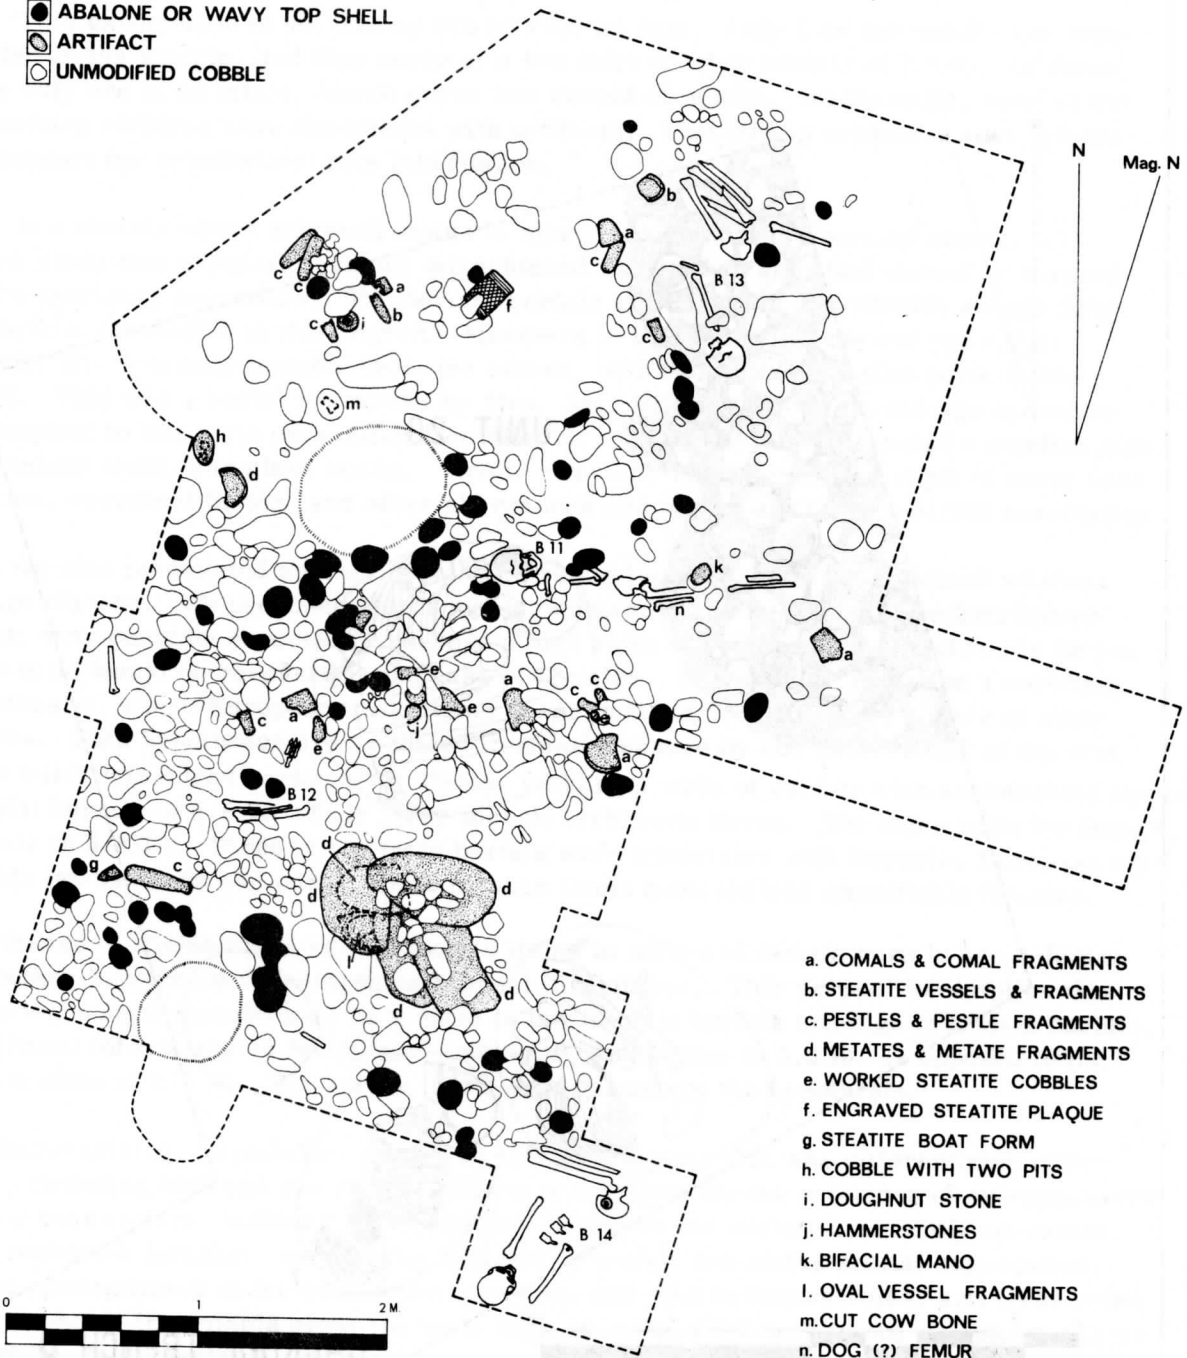 ABALONE OR WAVY TOP SHELL
ARTIFACT
UNMODIFIED COBBLE
N
Mag. N
b
a
c
B 13
c
c
c
a
b
c
i
f
m
h
d
B 11
k
n
a
a
e
e
j
a
c
c
e
a
c
a
e
B 12
g
c
d
d
d
l
d
d
B 14
a. COMALS & COMAL FRAGMENTS
b. STEATITE VESSELS & FRAGMENTS
c. PESTLES & PESTLE FRAGMENTS
d. METATES & METATE FRAGMENTS
e. WORKED STEATITE COBBLES
f. ENGRAVED STEATITE PLAQUE
g. STEATITE BOAT FORM
h. COBBLE WITH TWO PITS
i. DOUGHNUT STONE
j. HAMMERSTONES
k. BIFACIAL MANO
l. OVAL VESSEL FRAGMENTS
m. CUT COW BONE
n. DOG (?) FEMUR
0 1 2 M.